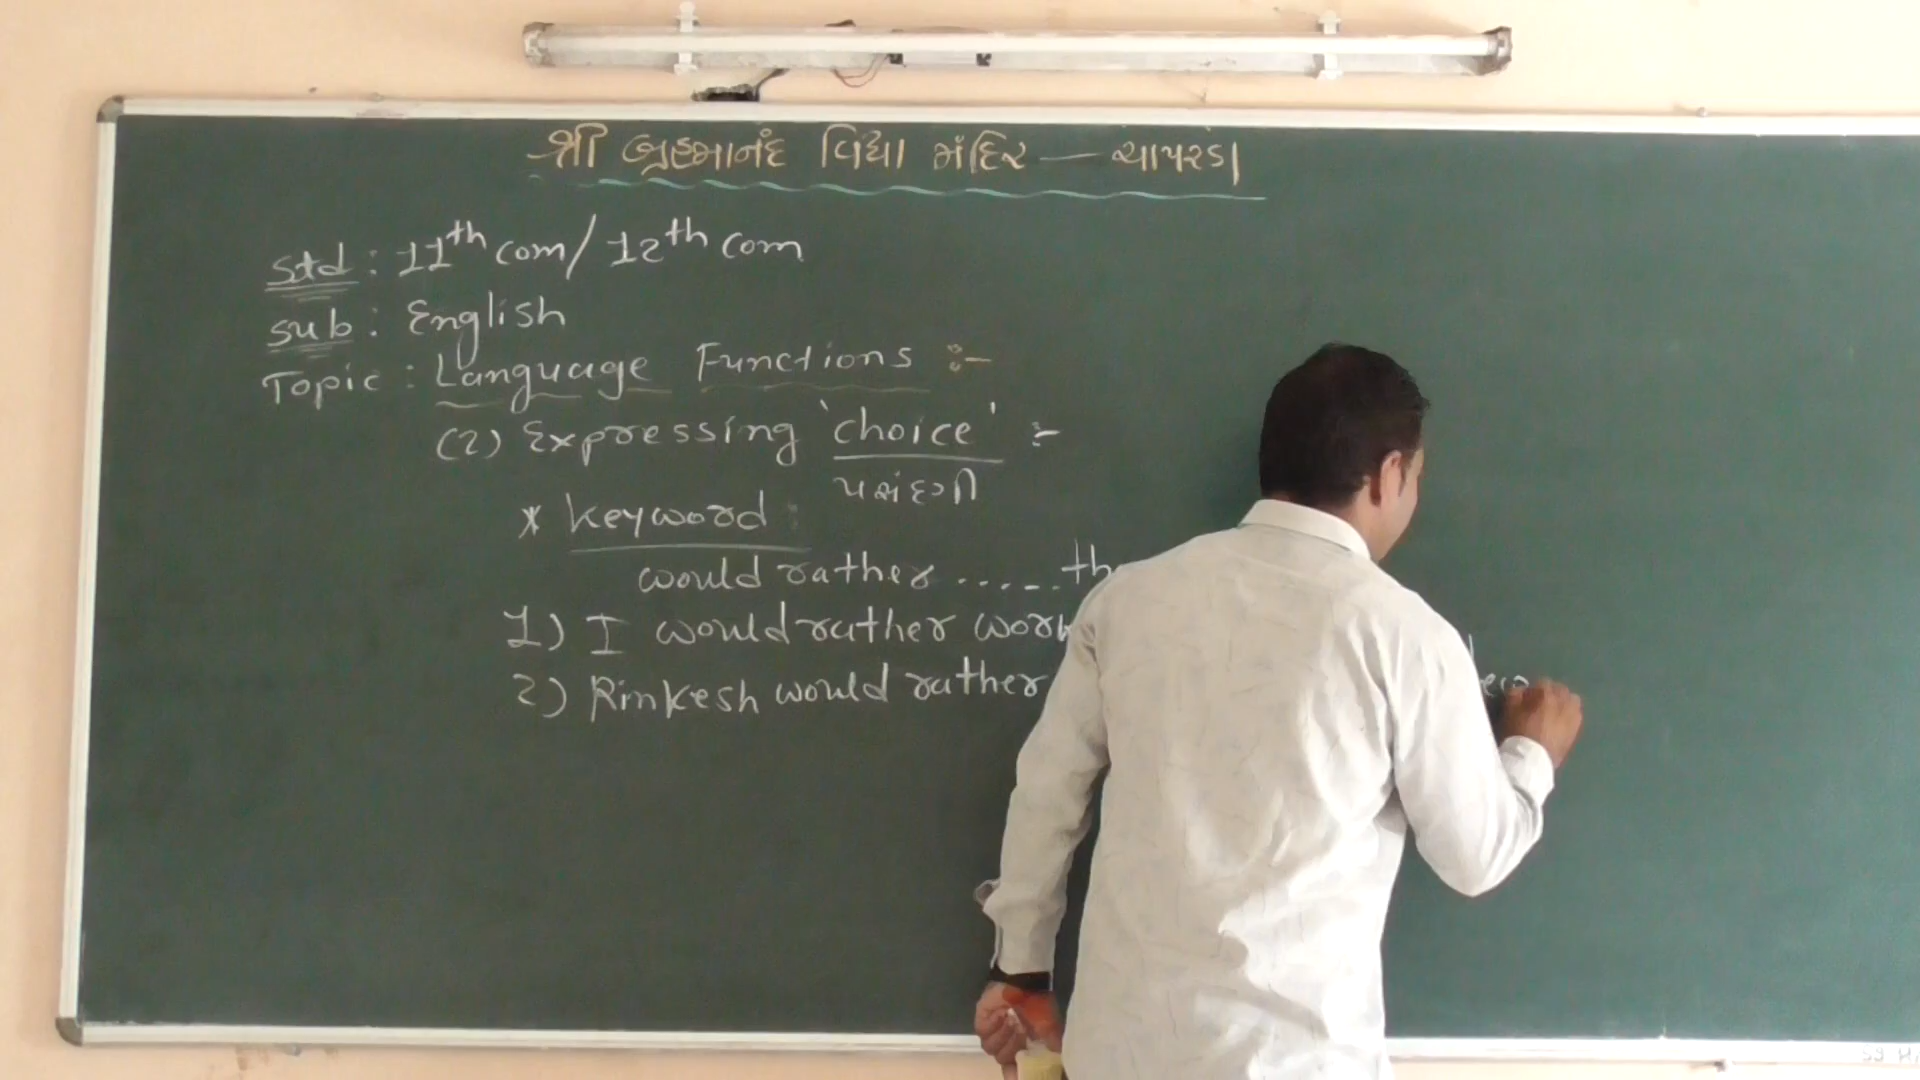 શ્રી બ્રહ્માનંદ વિદ્યા મંદિર — ચાપરડા
Std : 11th com / 12th com
Sub : English
Topic : Language Functions :-
(2) Expressing 'choice' :-
પસંદગી
* Keyword :
would rather .....
1) I would rather work
2) Rinkesh would rather